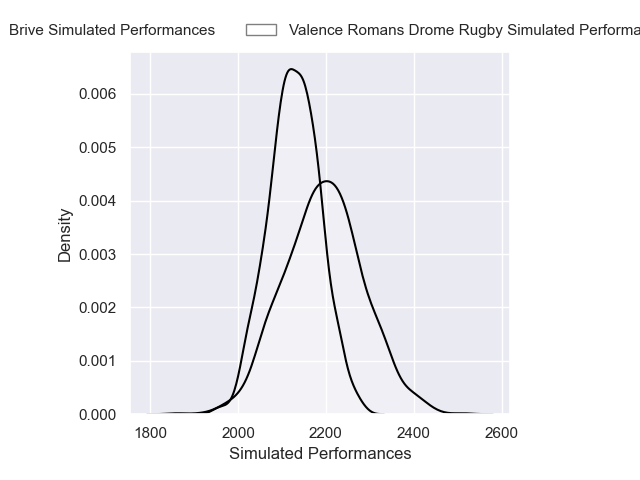 Brive Simulated Performances
Valence Romans Drome Rugby Simulated Performa
0.006
0.005
0.004
0.003
0.002
0.001
0.000
Density
1800 2000 2200 2400 2600
Simulated Performances